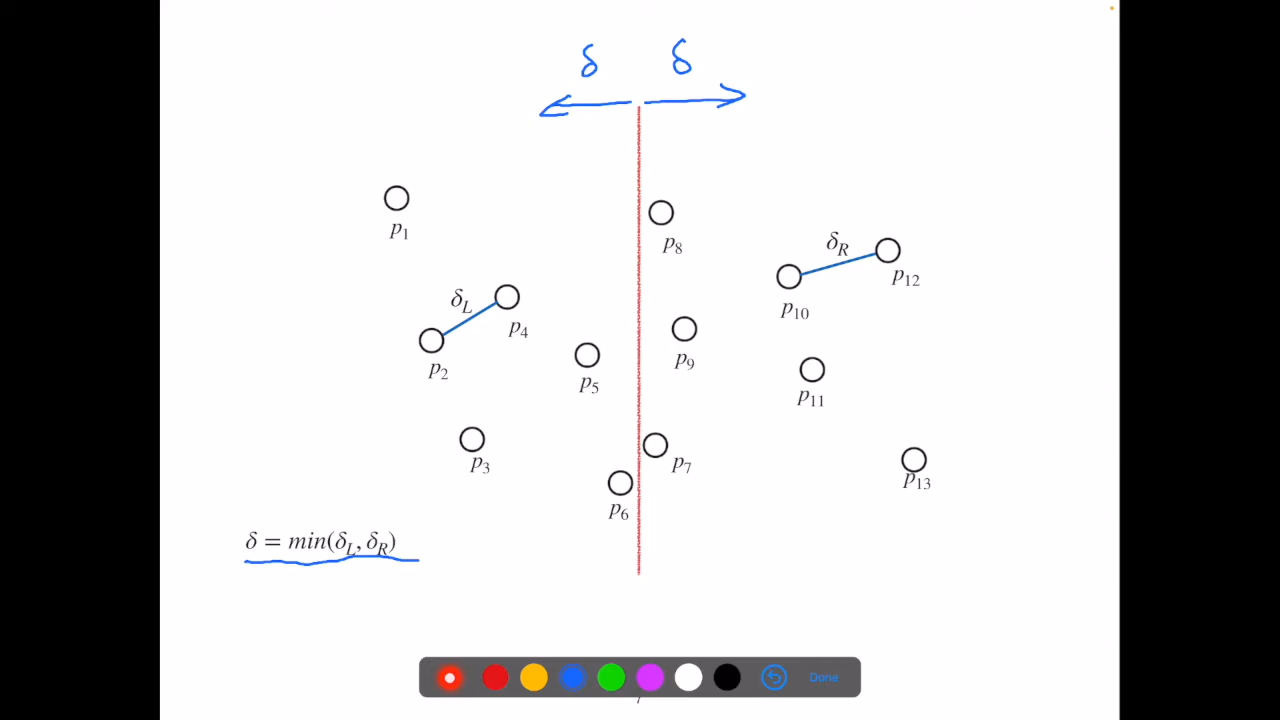 δ δ
p1
p8
δR
p12
δL
p10
p4
p9
p2
p5
p11
p3
p7
p13
p6
δ = min(δL, δR)
Done